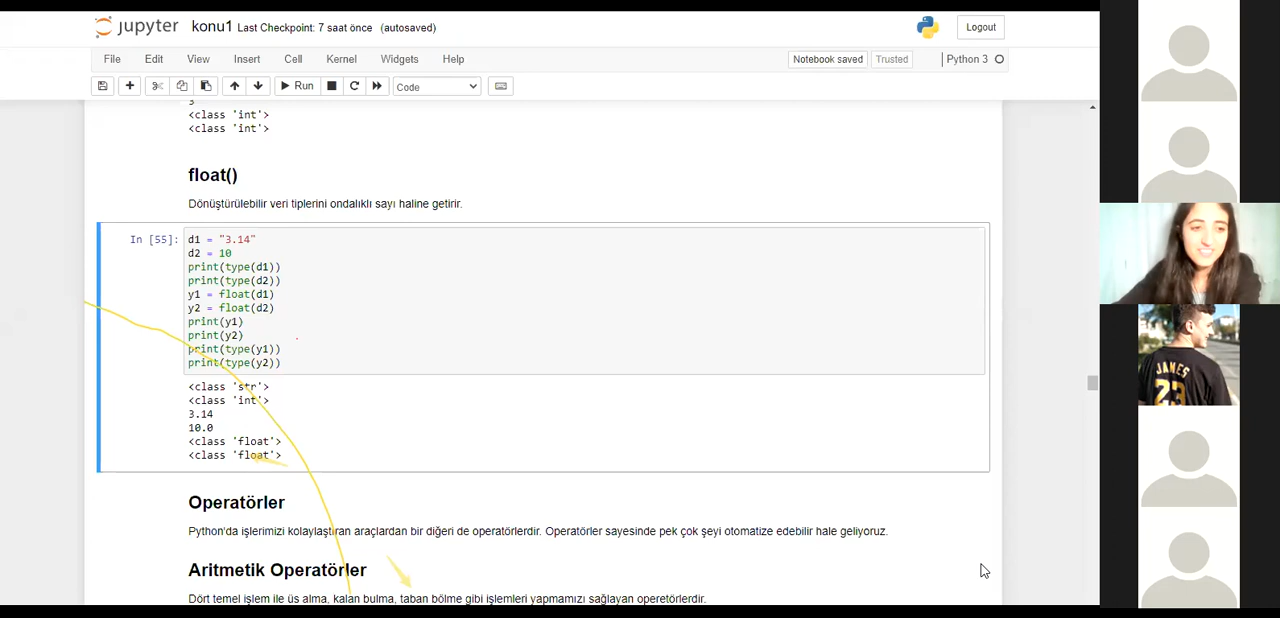 jupyter konu1 Last Checkpoint: 7 saat önce (autosaved) Logout
File Edit View Insert Cell Kernel Widgets Help Notebook saved Trusted Python 3
Run Code
3
<class 'int'>
<class 'int'>
float()
Dönüştürülebilir veri tiplerini ondalıklı sayı haline getirir.
In [55]: d1 = "3.14"
d2 = 10
print(type(d1))
print(type(d2))
y1 = float(d1)
y2 = float(d2)
print(y1)
print(y2)
print(type(y1))
print(type(y2))
<class 'str'>
<class 'int'>
3.14
10.0
<class 'float'>
<class 'float'>
Operatörler
Python'da işlerimizi kolaylaştıran araçlardan bir diğeri de operatörlerdir. Operatörler sayesinde pek çok şeyi otomatize edebilir hale geliyoruz.
Aritmetik Operatörler
Dört temel işlem ile üs alma, kalan bulma, taban bölme gibi işlemleri yapmamızı sağlayan operetörlerdir.
JAMES
23